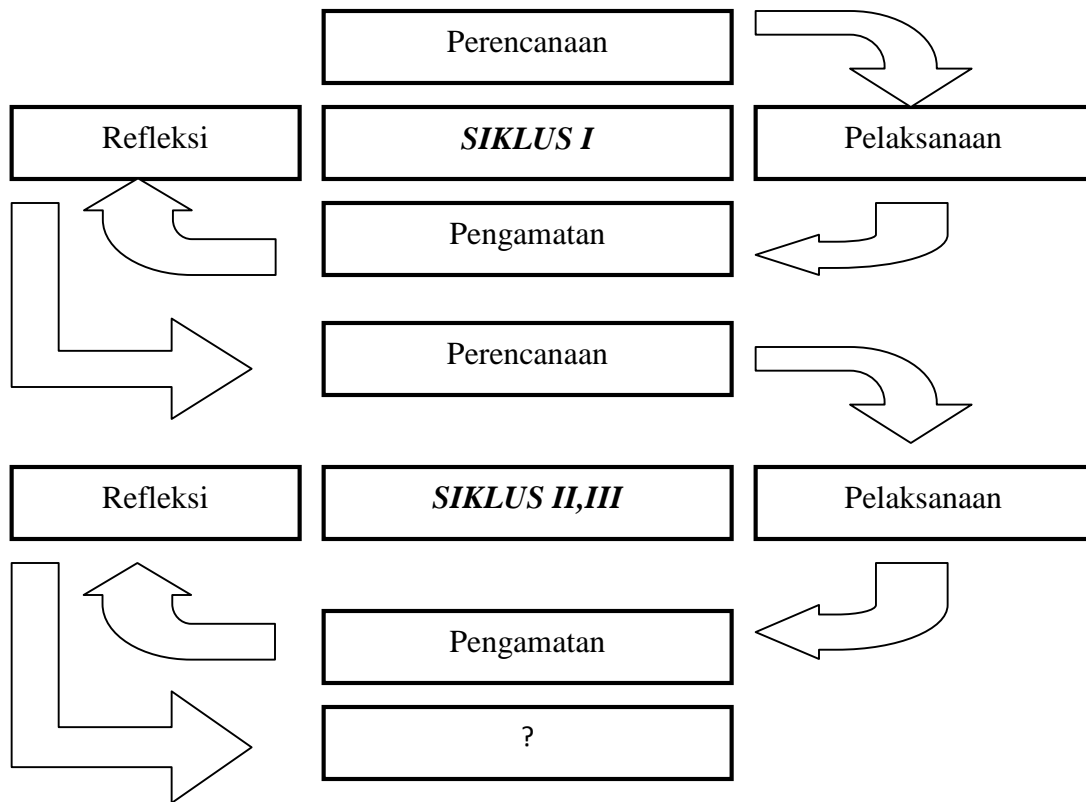 Perencanaan
Refleksi
SIKLUS I
Pelaksanaan
Pengamatan
Perencanaan
Refleksi
SIKLUS II,III
Pelaksanaan
Pengamatan
?